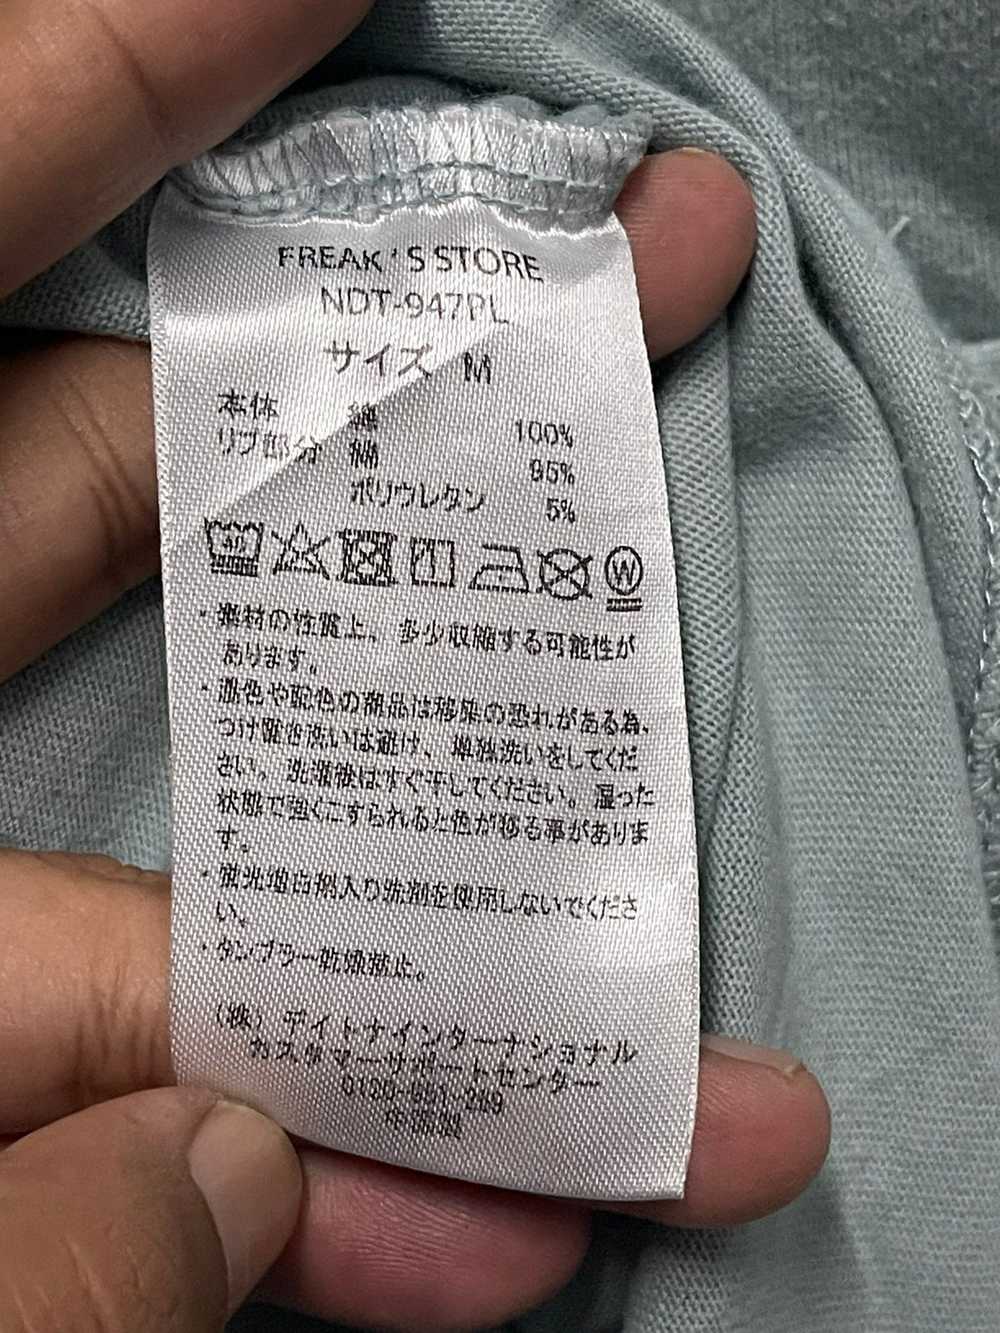 FREAK'S STORE
NDT-947PL
サイズ M
本体 綿 100%
リブ部分 綿 95%
ポリウレタン 5%
40 W
・素材の性質上、多少収縮する可能性が
あります。
・濃色や配色の商品は移染の恐れがある為、
つけ置き洗いは避け、単独洗いをしてくだ
さい。洗濯後はすぐ干してください。湿った
状態で強くこすられると色が移る事がありま
す。
・蛍光増白剤入り洗剤を使用しないでくださ
い。
・タンブラー乾燥禁止。
(株) デイトナインターナショナル
カスタマーサポートセンター
中国製